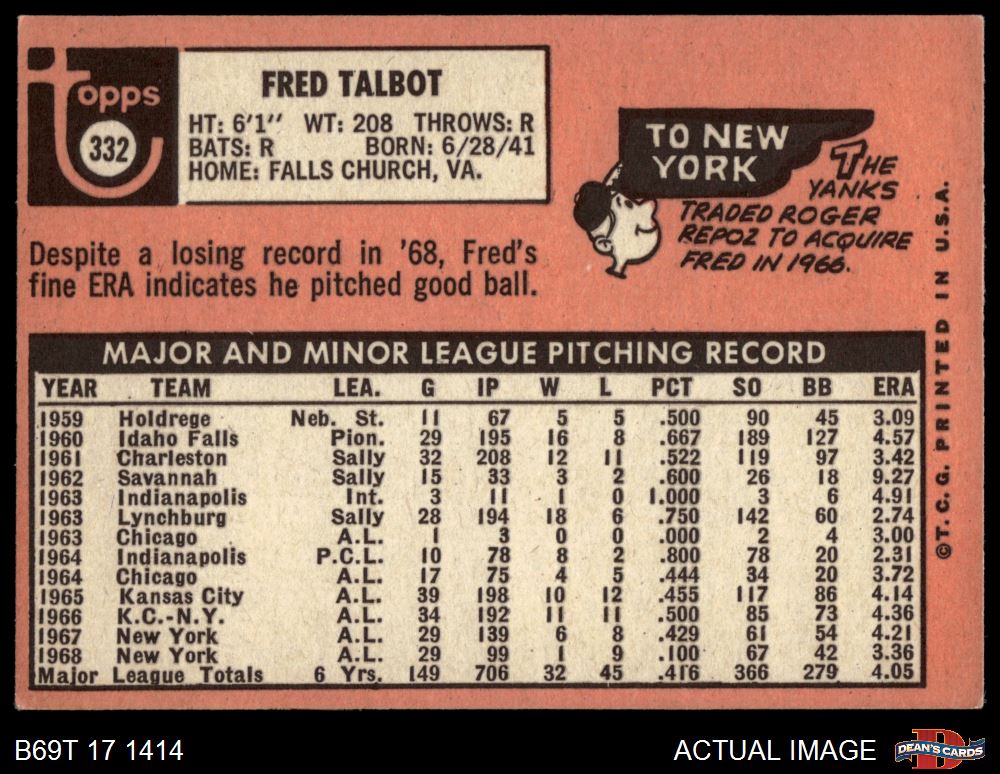 Topps
332
FRED TALBOT
HT: 6'1'' WT: 208 THROWS: R
BATS: R BORN: 6/28/41
HOME: FALLS CHURCH, VA.
TO NEW
YORK
THE
YANKS
TRADED ROGER
REPOZ TO ACQUIRE
FRED IN 1966.
Despite a losing record in '68, Fred's
fine ERA indicates he pitched good ball.
MAJOR AND MINOR LEAGUE PITCHING RECORD
YEAR TEAM LEA. G IP W L PCT SO BB ERA
1959 Holdrege Neb. St. 11 67 5 5 .500 90 45 3.09
1960 Idaho Falls Pion. 29 195 16 8 .667 189 127 4.57
1961 Charleston Sally 32 208 12 11 .522 119 97 3.42
1962 Savannah Sally 15 33 3 2 .600 26 18 9.27
1963 Indianapolis Int. 3 11 1 0 1.000 3 6 4.91
1963 Lynchburg Sally 28 194 18 6 .750 142 60 2.74
1963 Chicago A.L. 1 3 0 0 .000 2 4 3.00
1964 Indianapolis P.C.L. 10 78 8 2 .800 78 20 2.31
1964 Chicago A.L. 17 75 4 5 .444 34 20 3.72
1965 Kansas City A.L. 39 198 10 12 .455 117 86 4.14
1966 K.C.-N.Y. A.L. 34 192 11 11 .500 85 73 4.36
1967 New York A.L. 29 139 6 8 .429 61 54 4.21
1968 New York A.L. 29 99 1 9 .100 67 42 3.36
Major League Totals 6 Yrs. 149 706 32 45 .416 366 279 4.05
©T.C.G. PRINTED IN U.S.A.
B69T 17 1414
ACTUAL IMAGE
DEAN'S CARDS